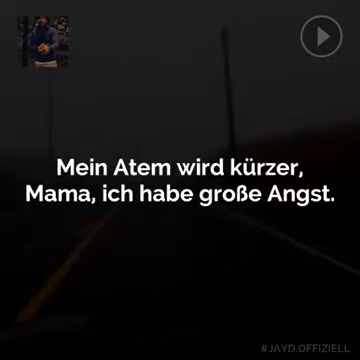 Mein Atem wird kürzer,
Mama, ich habe große Angst.
#JAYD.OFFIZIELL